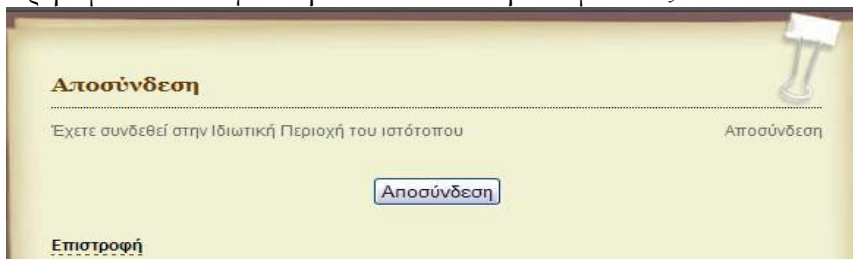 Αποσύνδεση
Έχετε συνδεθεί στην Ιδιωτική Περιοχή του ιστότοπου Αποσύνδεση
Αποσύνδεση
Επιστροφή